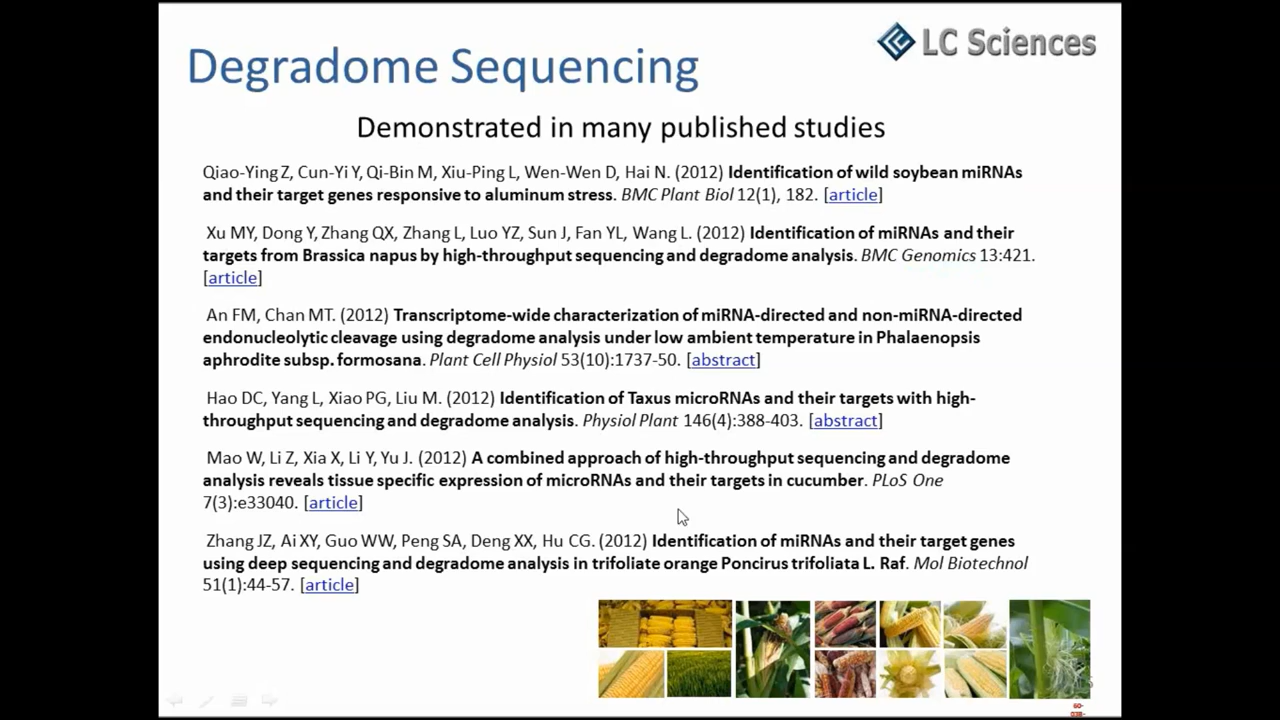 LC Sciences
Degradome Sequencing
Demonstrated in many published studies
Qiao-Ying Z, Cun-Yi Y, Qi-Bin M, Xiu-Ping L, Wen-Wen D, Hai N. (2012) Identification of wild soybean miRNAs
and their target genes responsive to aluminum stress. BMC Plant Biol 12(1), 182. [article]
Xu MY, Dong Y, Zhang QX, Zhang L, Luo YZ, Sun J, Fan YL, Wang L. (2012) Identification of miRNAs and their
targets from Brassica napus by high-throughput sequencing and degradome analysis. BMC Genomics 13:421.
[article]
An FM, Chan MT. (2012) Transcriptome-wide characterization of miRNA-directed and non-miRNA-directed
endonucleolytic cleavage using degradome analysis under low ambient temperature in Phalaenopsis
aphrodite subsp. formosana. Plant Cell Physiol 53(10):1737-50. [abstract]
Hao DC, Yang L, Xiao PG, Liu M. (2012) Identification of Taxus microRNAs and their targets with high-
throughput sequencing and degradome analysis. Physiol Plant 146(4):388-403. [abstract]
Mao W, Li Z, Xia X, Li Y, Yu J. (2012) A combined approach of high-throughput sequencing and degradome
analysis reveals tissue specific expression of microRNAs and their targets in cucumber. PLoS One
7(3):e33040. [article]
Zhang JZ, Ai XY, Guo WW, Peng SA, Deng XX, Hu CG. (2012) Identification of miRNAs and their target genes
using deep sequencing and degradome analysis in trifoliate orange Poncirus trifoliata L. Raf. Mol Biotechnol
51(1):44-57. [article]